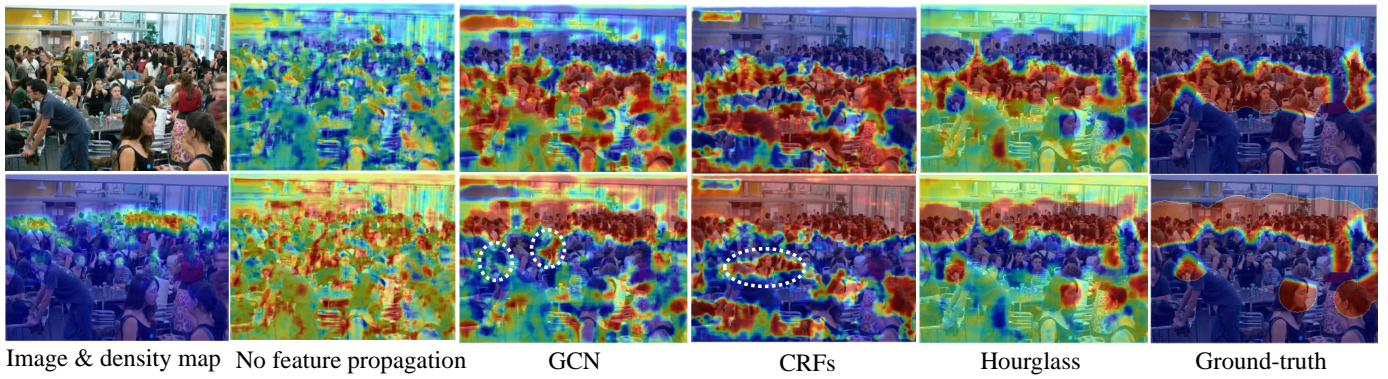 Image & density map
No feature propagation
GCN
CRFs
Hourglass
Ground-truth